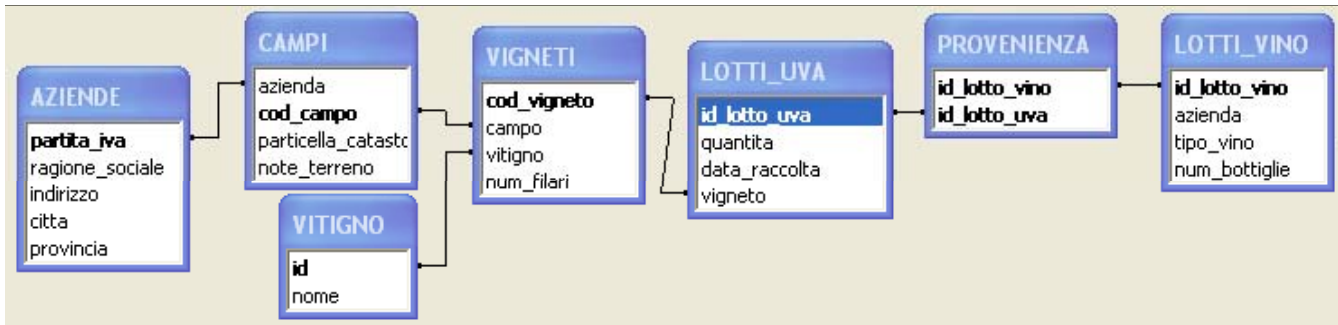 AZIENDE
partita_iva
ragione_sociale
indirizzo
citta
provincia
CAMPI
azienda
cod_campo
particella_catasto
note_terreno
VITIGNO
id
nome
VIGNETI
cod_vigneto
campo
vitigno
num_filari
LOTTI_UVA
id_lotto_uva
quantita
data_raccolta
vigneto
PROVENIENZA
id_lotto_vino
id_lotto_uva
LOTTI_VINO
id_lotto_vino
azienda
tipo_vino
num_bottiglie